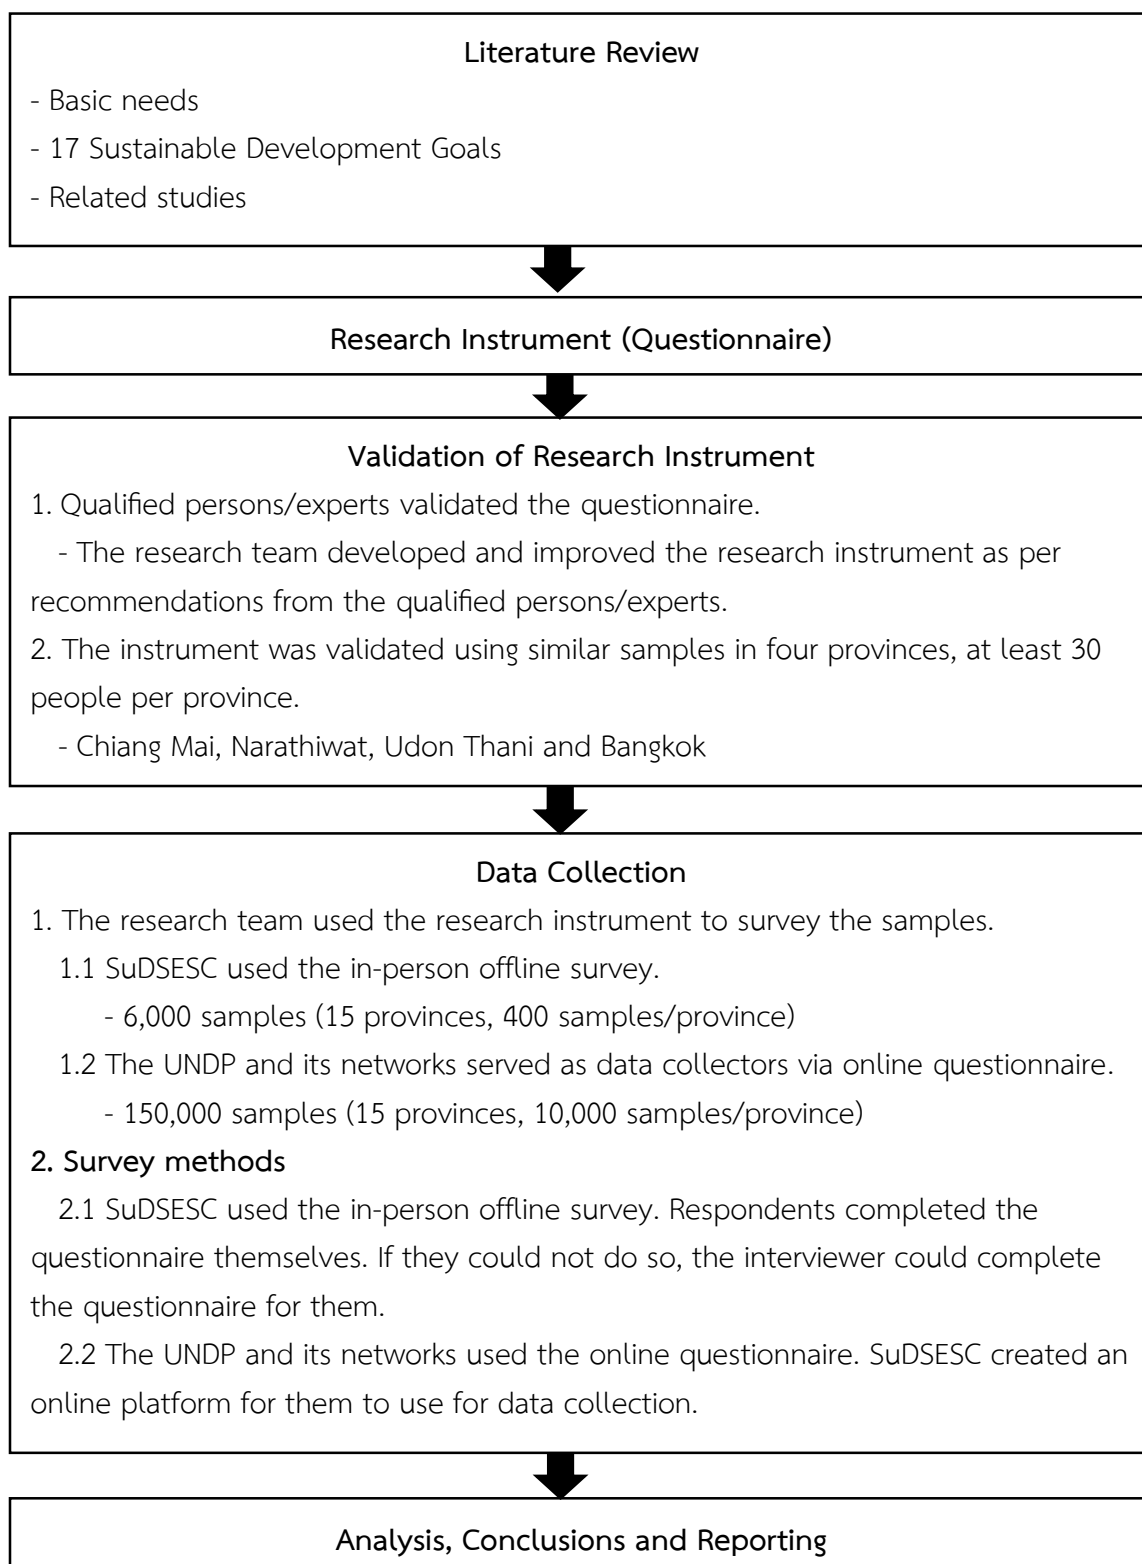 Literature Review
- Basic needs
- 17 Sustainable Development Goals
- Related studies
Research Instrument (Questionnaire)
Validation of Research Instrument
1. Qualified persons/experts validated the questionnaire.
- The research team developed and improved the research instrument as per
recommendations from the qualified persons/experts.
2. The instrument was validated using similar samples in four provinces, at least 30
people per province.
- Chiang Mai, Narathiwat, Udon Thani and Bangkok
Data Collection
1. The research team used the research instrument to survey the samples.
1.1 SuDSESC used the in-person offline survey.
- 6,000 samples (15 provinces, 400 samples/province)
1.2 The UNDP and its networks served as data collectors via online questionnaire.
- 150,000 samples (15 provinces, 10,000 samples/province)
2. Survey methods
2.1 SuDSESC used the in-person offline survey. Respondents completed the
questionnaire themselves. If they could not do so, the interviewer could complete
the questionnaire for them.
2.2 The UNDP and its networks used the online questionnaire. SuDSESC created an
online platform for them to use for data collection.
Analysis, Conclusions and Reporting